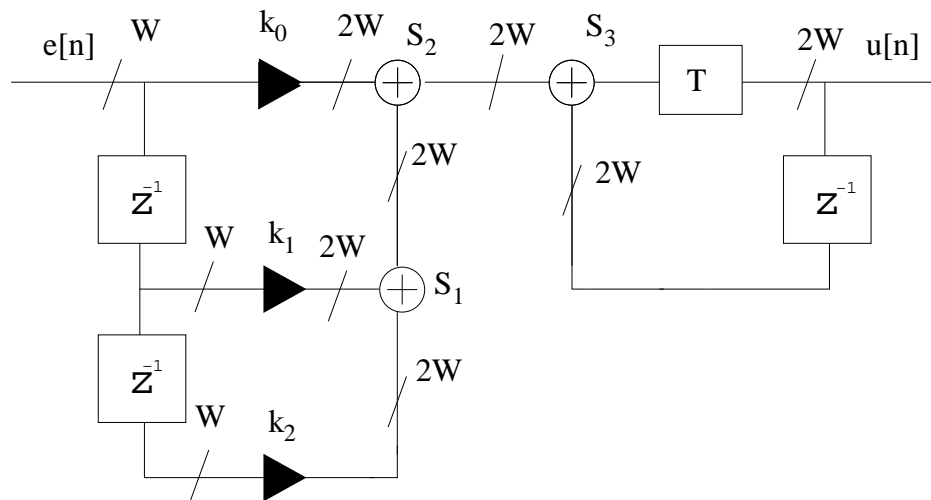 W k₀ 2W S₂ 2W S₃ 2W u[n]
e[n]
T
2W 2W
z⁻¹ z⁻¹
W k₁ 2W S₁
z⁻¹
2W
W k₂